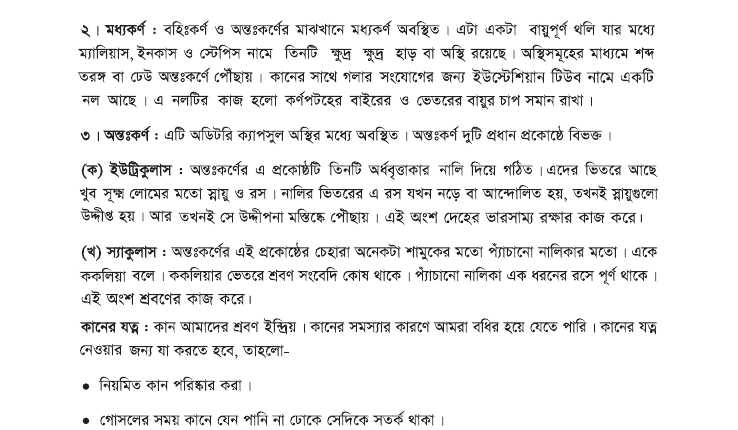 ২। মধ্যকর্ণ : বহিঃকর্ণ ও অন্তঃকর্ণের মাঝখানে মধ্যকর্ণ অবস্থিত। এটা একটা বায়ুপূর্ণ থলি যার মধ্যে
ম্যালিয়াস, ইনকাস ও স্টেপিস নামে তিনটি ক্ষুদ্র ক্ষুদ্র হাড় বা অস্থি রয়েছে। অস্থিসমূহের মাধ্যমে শব্দ
তরঙ্গ বা ঢেউ অন্তঃকর্ণে পৌঁছায়। কানের সাথে গলার সংযোগের জন্য ইউস্টেশিয়ান টিউব নামে একটি
নল আছে। এ নলটির কাজ হলো কর্ণপটহের বাইরের ও ভেতরের বায়ুর চাপ সমান রাখা।
৩। অন্তঃকর্ণ : এটি অডিটরি ক্যাপসুল অস্থির মধ্যে অবস্থিত। অন্তঃকর্ণ দুটি প্রধান প্রকোষ্ঠে বিভক্ত।
(ক) ইউট্রিকুলাস : অন্তঃকর্ণের এ প্রকোষ্ঠটি তিনটি অর্ধবৃত্তাকার নালি দিয়ে গঠিত। এদের ভিতরে আছে
খুব সূক্ষ্ম লোমের মতো স্নায়ু ও রস। নালির ভিতরের এ রস যখন নড়ে বা আন্দোলিত হয়, তখনই স্নায়ুগুলো
উদ্দীপ্ত হয়। আর তখনই সে উদ্দীপনা মস্তিষ্কে পৌছায়। এই অংশ দেহের ভারসাম্য রক্ষার কাজ করে।
(খ) স্যাকুলাস : অন্তঃকর্ণের এই প্রকোষ্ঠের চেহারা অনেকটা শামুকের মতো প্যাঁচানো নালিকার মতো। একে
ককলিয়া বলে। ককলিয়ার ভেতরে শ্রবণ সংবেদি কোষ থাকে। প্যাঁচানো নালিকা এক ধরনের রসে পূর্ণ থাকে।
এই অংশ শ্রবণের কাজ করে।
কানের যত্ন : কান আমাদের শ্রবণ ইন্দ্রিয়। কানের সমস্যার কারণে আমরা বধির হয়ে যেতে পারি। কানের যত্ন
নেওয়ার জন্য যা করতে হবে, তাহলো-
● নিয়মিত কান পরিষ্কার করা।
● গোসলের সময় কানে যেন পানি না ঢোকে সেদিকে সতর্ক থাকা।